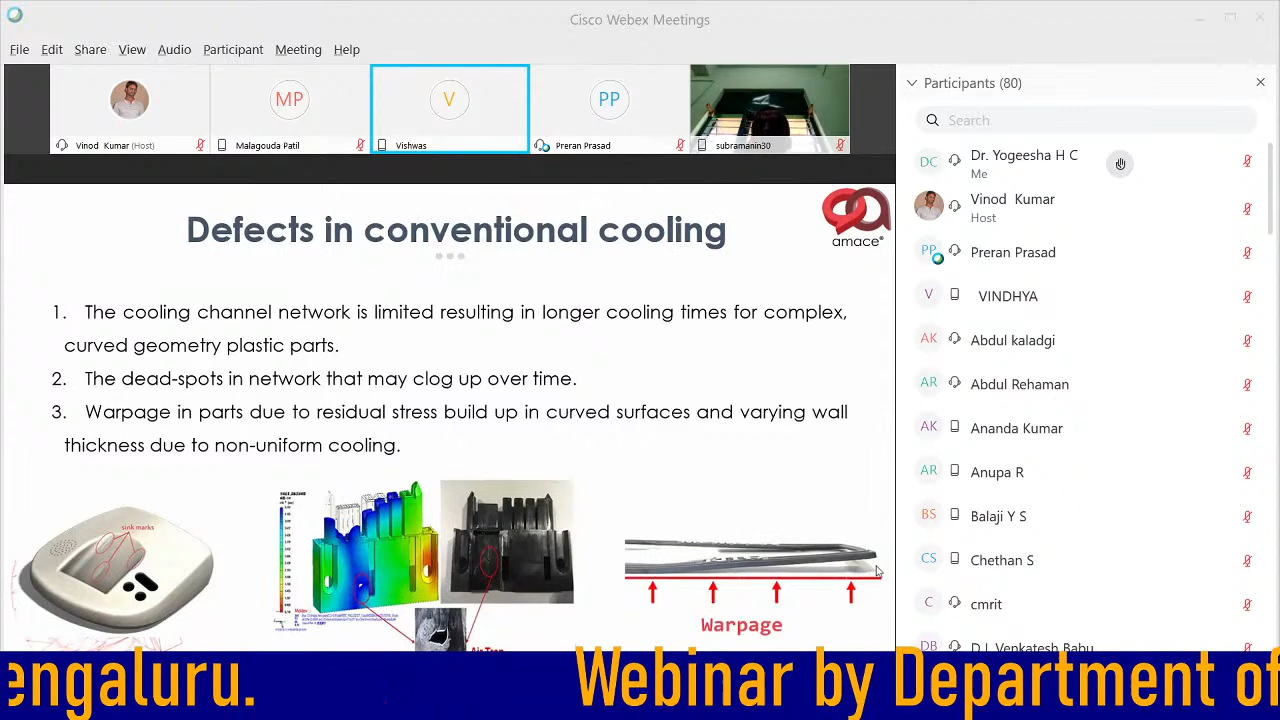 Cisco Webex Meetings
File Edit Share View Audio Participant Meeting Help
MP
V
PP
Vinod Kumar (Host)
Malagouda Patil
Vishwas
Preran Prasad
subramanin30
Participants (80)
Search
DC Dr. Yogeesha H C
Me
Vinod Kumar
Host
PP Preran Prasad
V VINDHYA
AK Abdul kaladgi
AR Abdul Rehaman
AK Ananda Kumar
AR Anupa R
BS Balaji Y S
CS Chethan S
C cmrit
DB D.L Venkatesh Babu
amace®
Defects in conventional cooling
1. The cooling channel network is limited resulting in longer cooling times for complex,
curved geometry plastic parts.
2. The dead-spots in network that may clog up over time.
3. Warpage in parts due to residual stress build up in curved surfaces and varying wall
thickness due to non-uniform cooling.
sink marks
Warpage
Air Trap
engaluru. Webinar by Department of